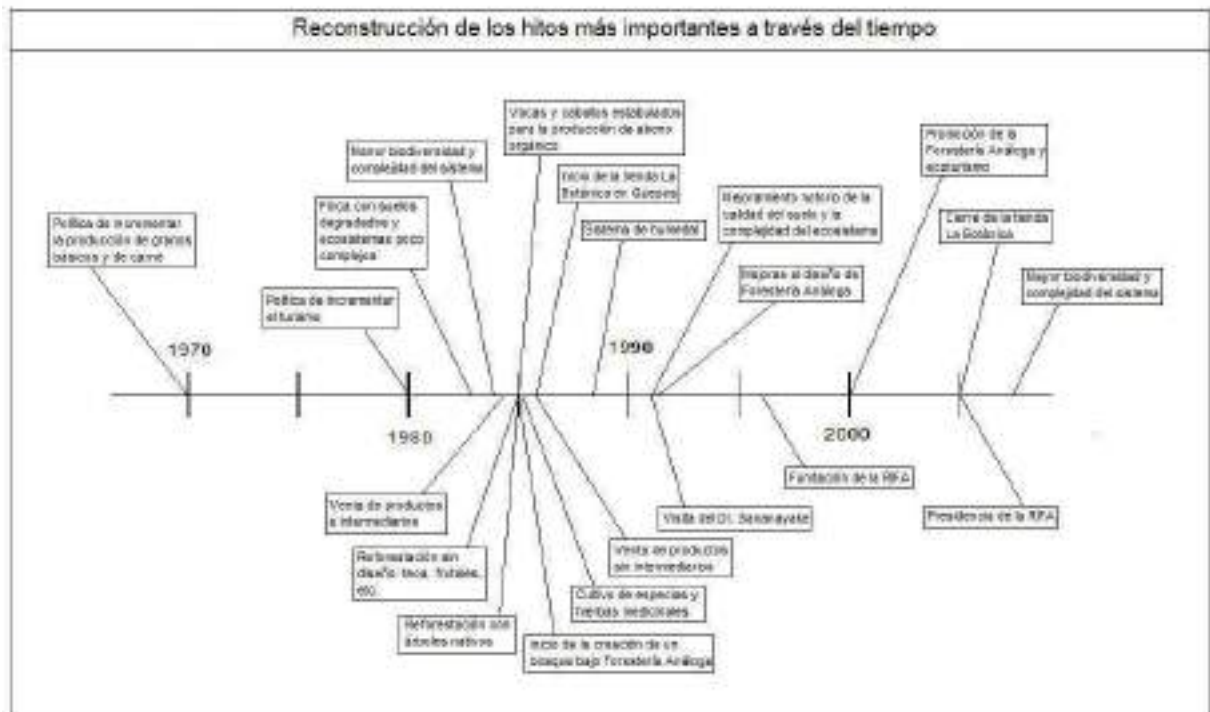 Reconstrucción de los hitos más importantes a través del tiempo
Vacas y caballos estabulados
para la producción de abono
orgánico
Menor biodiversidad y
complejidad del sistema
Promoción de la
Forestería Análoga y
ecoturismo
Inicio de la tienda La
Botánica en Quepos
Finca con suelos
degradados y
ecosistemas poco
complejos
Mejoramiento notorio de la
calidad del suelo y la
complejidad del ecosistema
Política de incrementar
la producción de granos
básicos y de carne
Cierre de la tienda
La Botánica
Sistema de humedal
Mejoras al diseño de
Forestería Análoga
Mayor biodiversidad y
complejidad del sistema
Política de incrementar
el turismo
1970
1990
1980
2000
Fundación de la RIFA
Venta de productos
a intermediarios
Visita del Dr. Senanayake
Presidencia de la RIFA
Venta de productos
sin intermediarios
Reforestación sin
diseño: teca, frutales,
etc.
Cultivo de especias y
hierbas medicinales
Reforestación con
árboles nativos
Inicio de la creación de un
bosque bajo Forestería Análoga